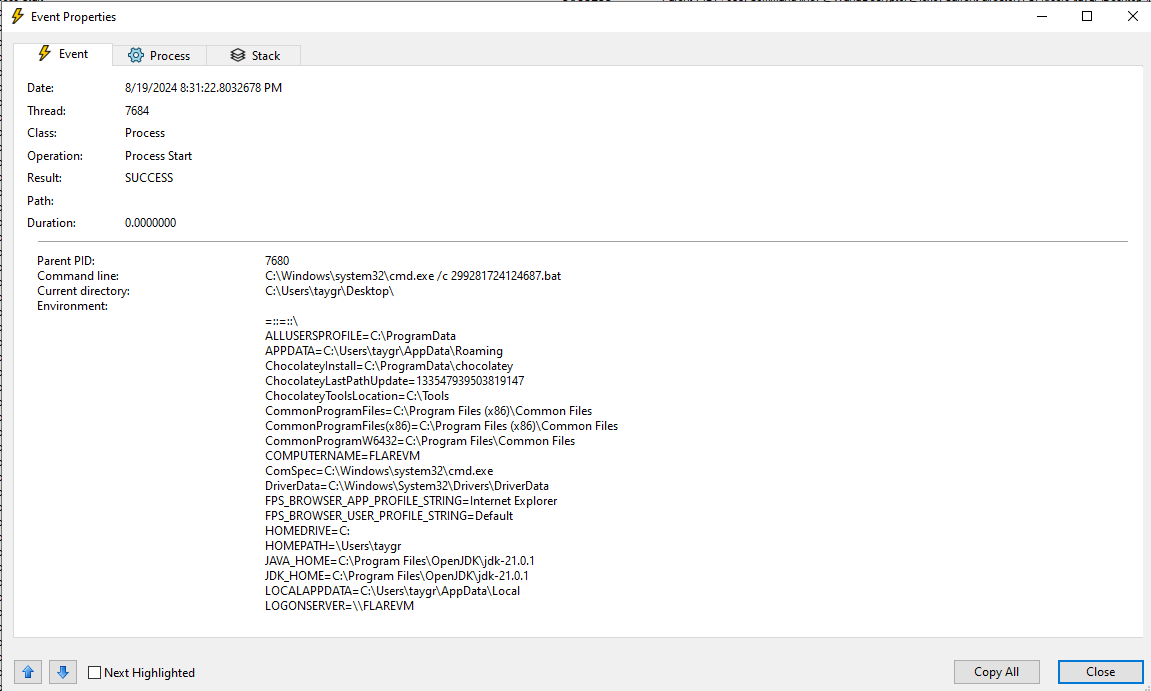 Event Properties
Event Process Stack
Date: 8/19/2024 8:31:22.8032678 PM
Thread: 7684
Class: Process
Operation: Process Start
Result: SUCCESS
Path:
Duration: 0.0000000
Parent PID: 7680
Command line: C:\Windows\system32\cmd.exe /c 299281724124687.bat
Current directory: C:\Users\taygr\Desktop\
Environment:
=::=::\
ALLUSERSPROFILE=C:\ProgramData
APPDATA=C:\Users\taygr\AppData\Roaming
ChocolateyInstall=C:\ProgramData\chocolatey
ChocolateyLastPathUpdate=133547939503819147
ChocolateyToolsLocation=C:\Tools
CommonProgramFiles=C:\Program Files (x86)\Common Files
CommonProgramFiles(x86)=C:\Program Files (x86)\Common Files
CommonProgramW6432=C:\Program Files\Common Files
COMPUTERNAME=FLAREVM
ComSpec=C:\Windows\system32\cmd.exe
DriverData=C:\Windows\System32\Drivers\DriverData
FPS_BROWSER_APP_PROFILE_STRING=Internet Explorer
FPS_BROWSER_USER_PROFILE_STRING=Default
HOMEDRIVE=C:
HOMEPATH=\Users\taygr
JAVA_HOME=C:\Program Files\OpenJDK\jdk-21.0.1
JDK_HOME=C:\Program Files\OpenJDK\jdk-21.0.1
LOCALAPPDATA=C:\Users\taygr\AppData\Local
LOGONSERVER=\\FLAREVM
Next Highlighted Copy All Close